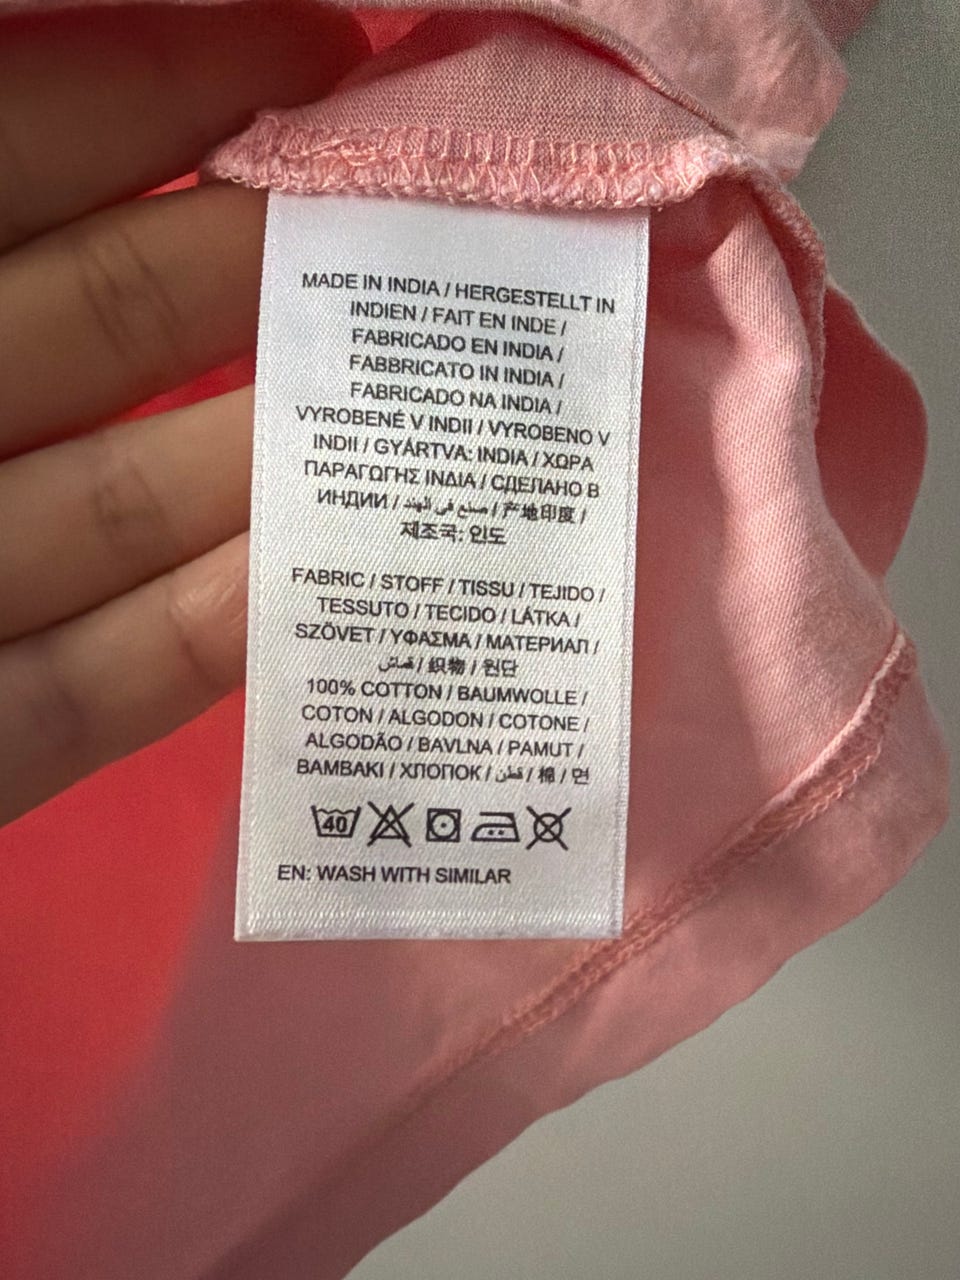 MADE IN INDIA / HERGESTELLT IN
INDIEN / FAIT EN INDE /
FABRICADO EN INDIA /
FABBRICATO IN INDIA /
FABRICADO NA INDIA /
VYROBENÉ V INDII / VYROBENO V
INDII / GYÁRTVA: INDIA / ΧΩΡΑ
ΠΑΡΑΓΩΓΗΣ ΙΝΔΙΑ / СДЕЛАНО В
ИНДИИ / صنع في الهند / 产地印度 /
제조국: 인도
FABRIC / STOFF / TISSU / TEJIDO /
TESSUTO / TECIDO / LÁTKA /
SZÖVET / ΥΦΑΣΜΑ / МАТЕРИАЛ /
قماش / 織物 / 원단
100% COTTON / BAUMWOLLE /
COTON / ALGODON / COTONE /
ALGODÃO / BAVLNA / PAMUT /
BAMBAKI / ХЛОПОК / قطن / 棉 / 면
40
EN: WASH WITH SIMILAR